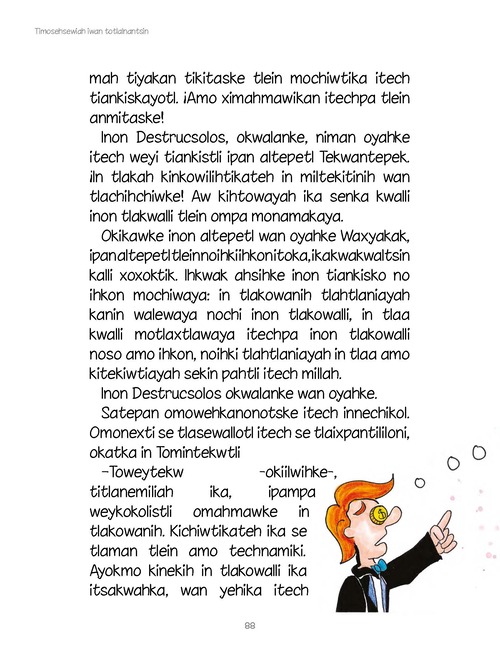 Timosehsewiah iwan totlalnantsin
mah tiyakan tikitaske tlein mochiwtika itech
tiankiskayotl. ¡Amo ximahmawikan itechpa tlein
anmitaske!
Inon Destrucsolos, okwalanke, niman oyahke
itech weyi tiankistli ipan altepetl Tekwantepek.
¡In tlakah kinkowilihtikateh in miltekitinih wan
tlachihchiwke! Aw kihtowayah ika senka kwalli
inon tlakwalli tlein ompa monamakaya.
Okikawke inon altepetl wan oyahke Waxyakak,
ipanaltepetltleinnoihkiihkonitoka,ikakwakwaltsin
kalli xoxoktik. Ihkwak ahsihke inon tiankisko no
ihkon mochiwaya: in tlakowanih tlahtlaniayah
kanin walewaya nochi inon tlakowalli, in tlaa
kwalli motlaxtlawaya itechpa inon tlakowalli
noso amo ihkon, noihki tlahtlaniayah in tlaa amo
kitekiwtiayah sekin pahtli itech millah.
Inon Destrucsolos okwalanke wan oyahke.
Satepan omowehkanonotske itech innechikol.
Omonexti se tlasewallotl itech se tlaixpantililoni,
okatka in Tomintekwtli
–Toweytekw -okiilwihke-,
titlanemiliah ika, ipampa
weykokolistli omahmawke in
tlakowanih. Kichiwtikateh ika se
tlaman tlein amo technamiki.
Ayokmo kinekih in tlakowalli ika
itsakwahka, wan yehika itech
88